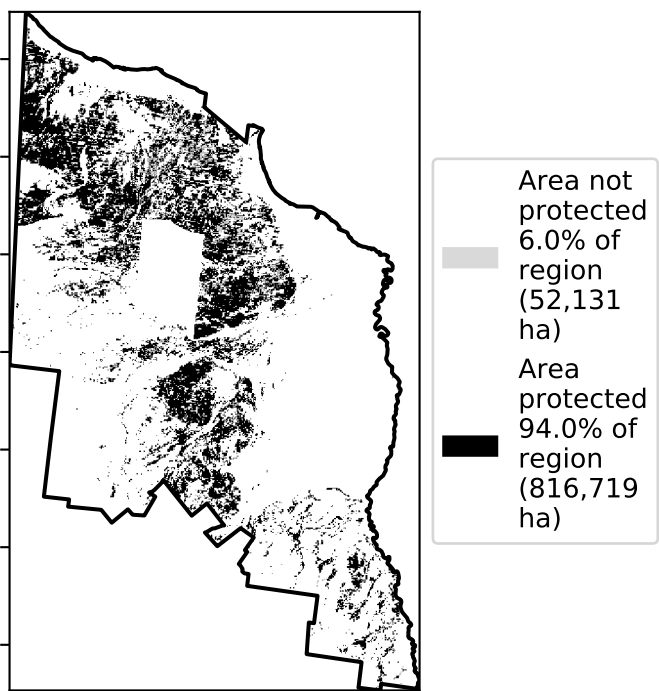 Area not
protected
6.0% of
region
(52,131
ha)
Area
protected
94.0% of
region
(816,719
ha)